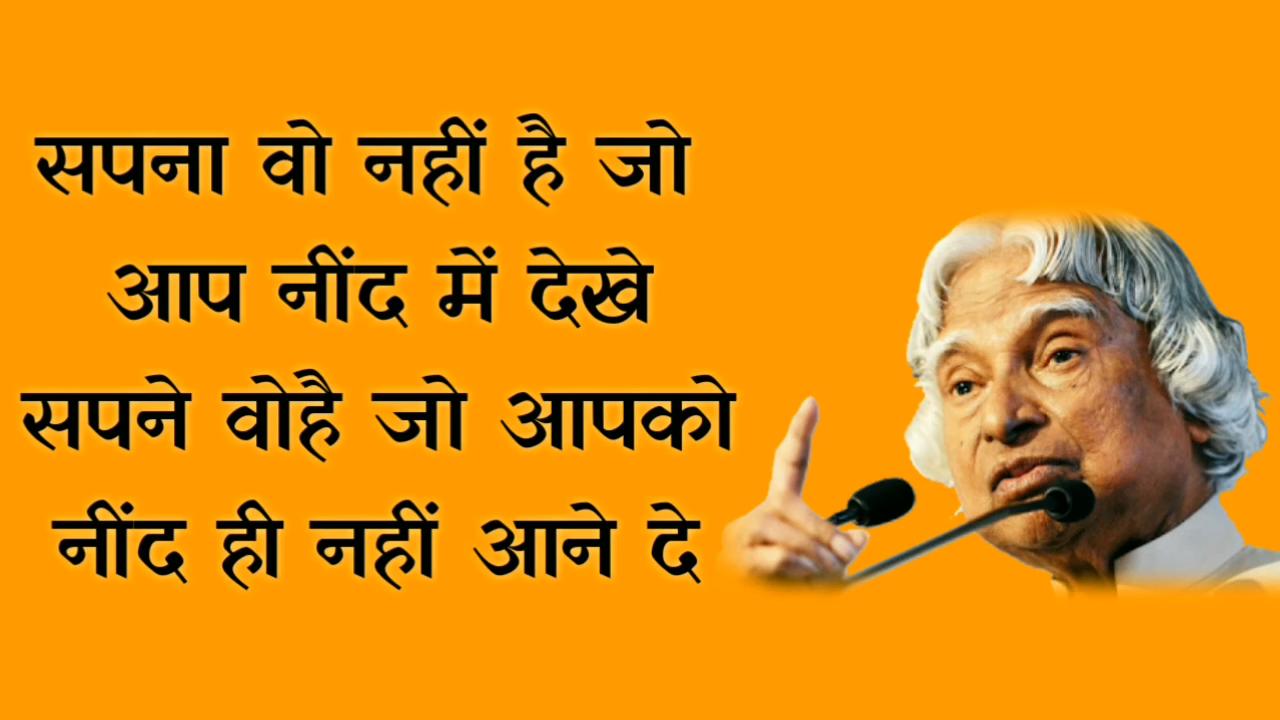 सपना वो नहीं है जो
आप नींद में देखे
सपने वोहै जो आपको
नींद ही नहीं आने दे